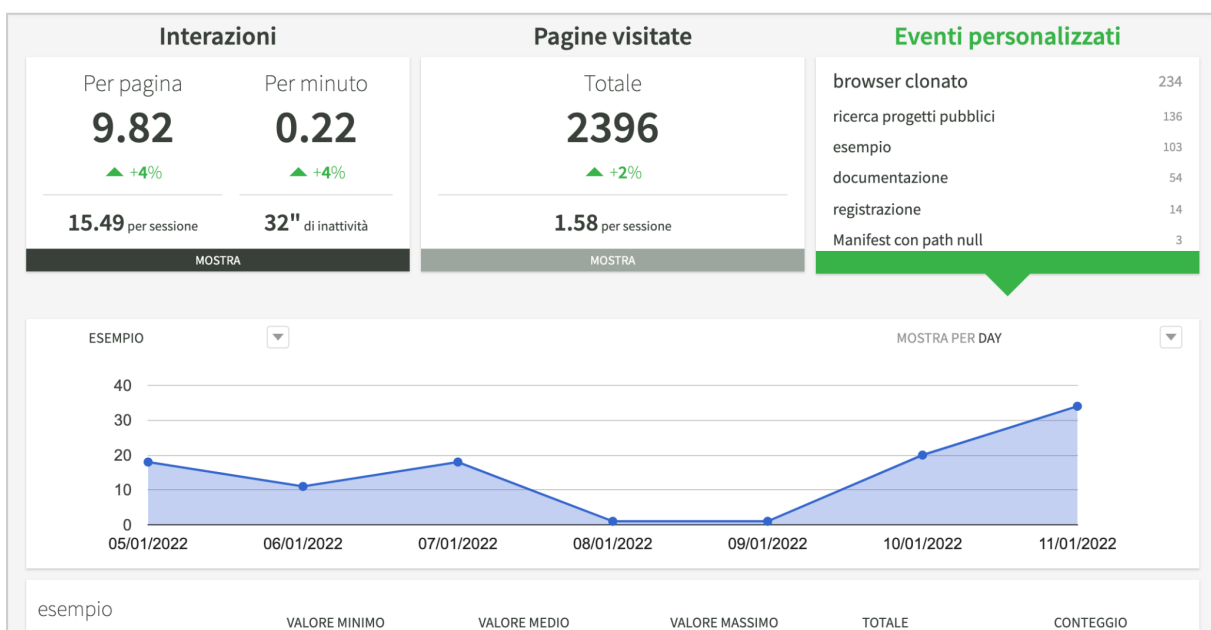 Interazioni
Per pagina
9.82
+4%
15.49 per sessione
Per minuto
0.22
+4%
32" di inattività
MOSTRA
Pagine visitate
Totale
2396
+2%
1.58 per sessione
MOSTRA
Eventi personalizzati
browser clonato 234
ricerca progetti pubblici 136
esempio 103
documentazione 54
registrazione 14
Manifest con path null 3
ESEMPIO
MOSTRA PER DAY
40
30
20
10
0
05/01/2022 06/01/2022 07/01/2022 08/01/2022 09/01/2022 10/01/2022 11/01/2022
esempio
VALORE MINIMO VALORE MEDIO VALORE MASSIMO TOTALE CONTEGGIO